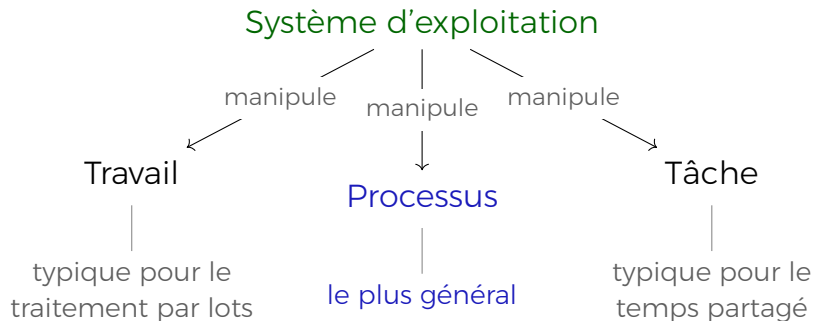 Système d'exploitation
manipule
manipule
manipule
Travail
Processus
Tâche
typique pour le
traitement par lots
le plus général
typique pour le
temps partagé